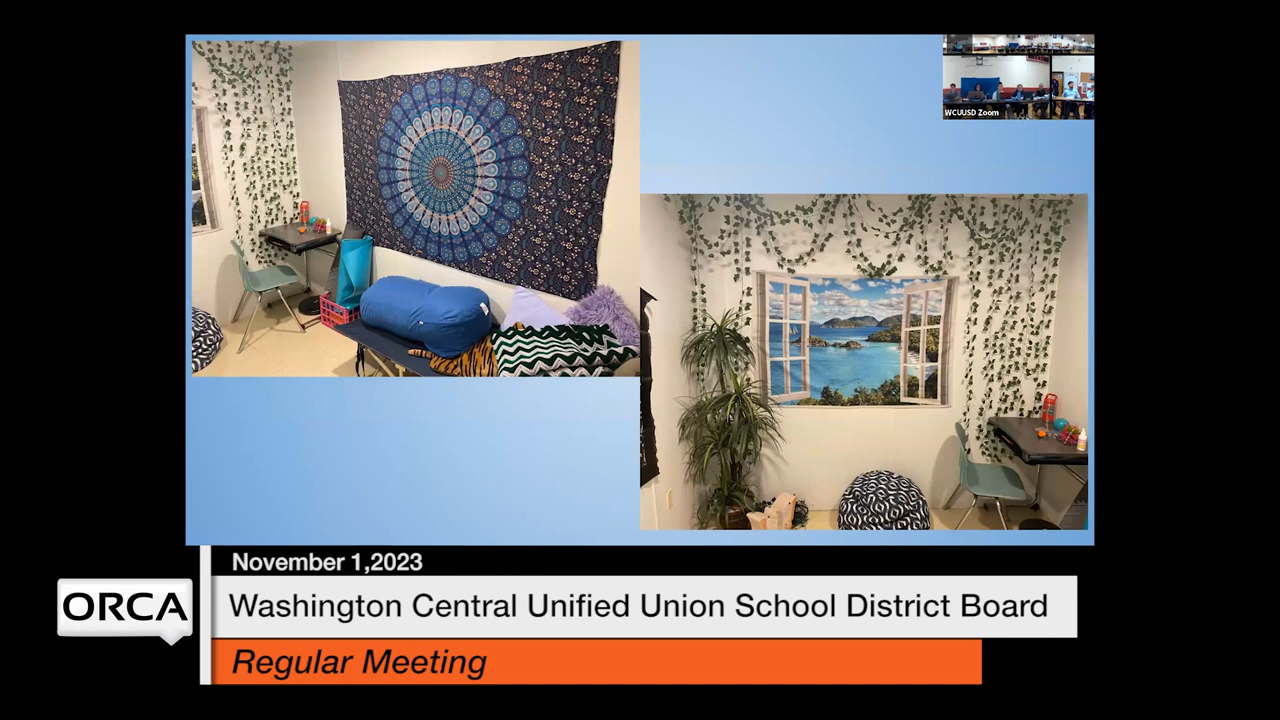 WCUUSD Zoom
November 1,2023
ORCA
Washington Central Unified Union School District Board
Regular Meeting